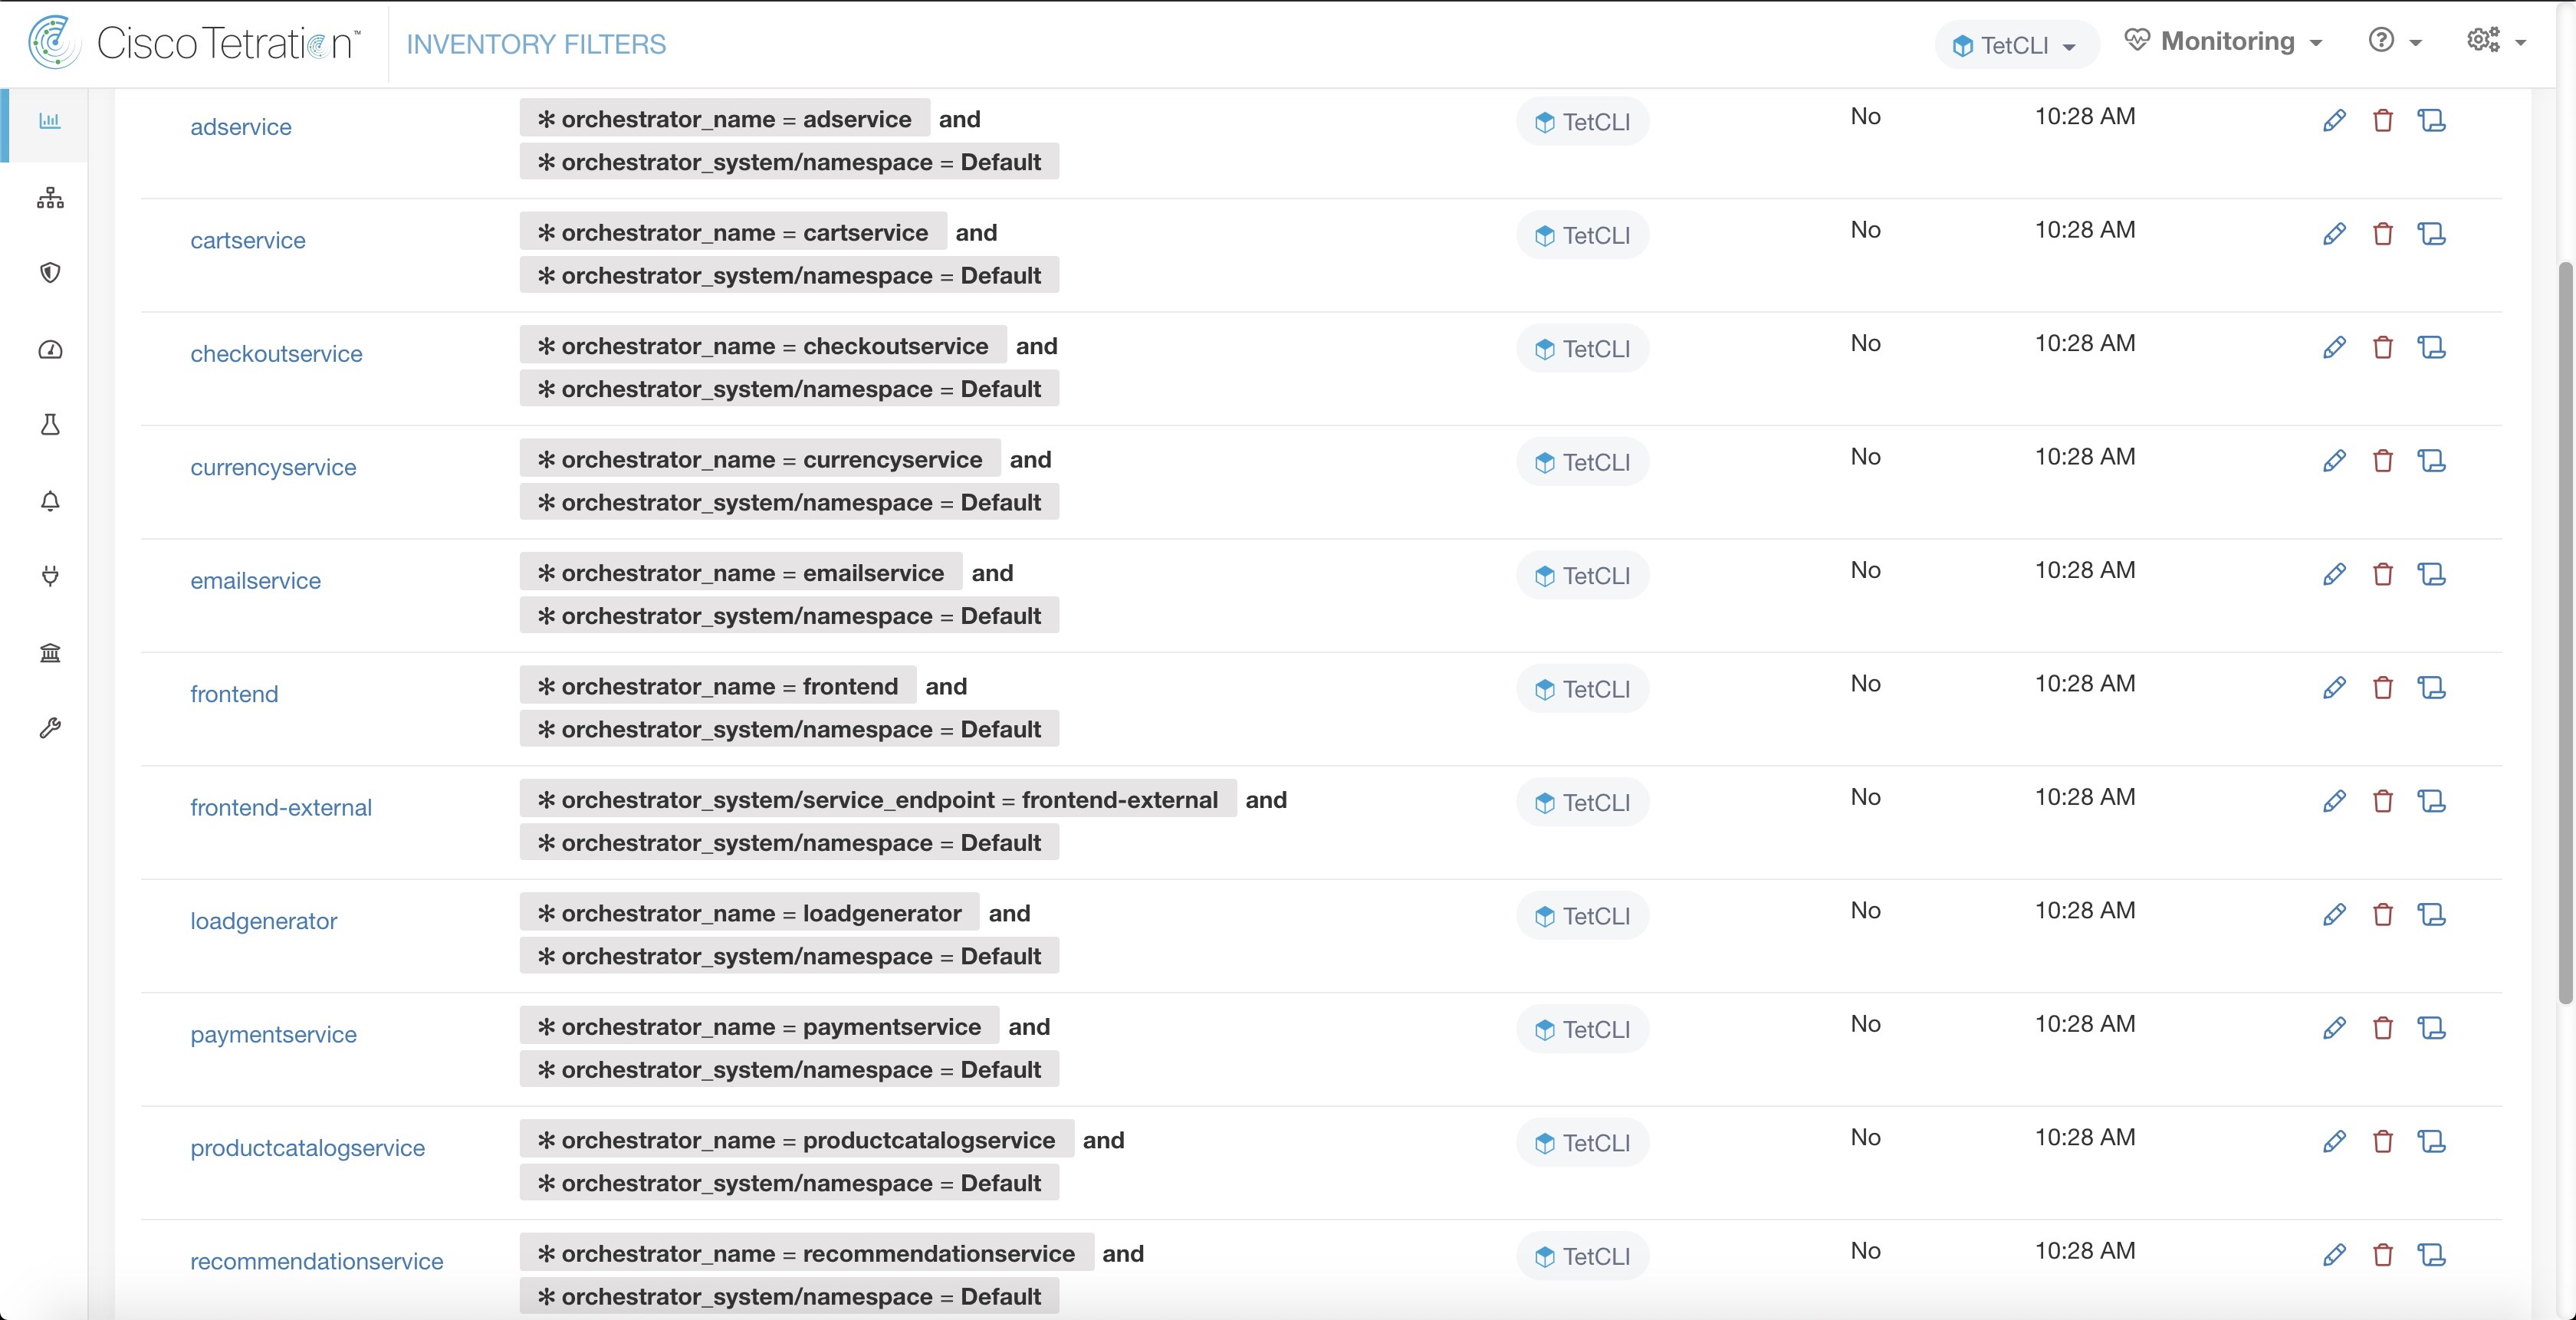 Cisco Tetration™ INVENTORY FILTERS TetCLI Monitoring ?
adservice * orchestrator_name = adservice and TetCLI No 10:28 AM
* orchestrator_system/namespace = Default
cartservice * orchestrator_name = cartservice and TetCLI No 10:28 AM
* orchestrator_system/namespace = Default
checkoutservice * orchestrator_name = checkoutservice and TetCLI No 10:28 AM
* orchestrator_system/namespace = Default
currencyservice * orchestrator_name = currencyservice and TetCLI No 10:28 AM
* orchestrator_system/namespace = Default
emailservice * orchestrator_name = emailservice and TetCLI No 10:28 AM
* orchestrator_system/namespace = Default
frontend * orchestrator_name = frontend and TetCLI No 10:28 AM
* orchestrator_system/namespace = Default
frontend-external * orchestrator_system/service_endpoint = frontend-external and TetCLI No 10:28 AM
* orchestrator_system/namespace = Default
loadgenerator * orchestrator_name = loadgenerator and TetCLI No 10:28 AM
* orchestrator_system/namespace = Default
paymentservice * orchestrator_name = paymentservice and TetCLI No 10:28 AM
* orchestrator_system/namespace = Default
productcatalogservice * orchestrator_name = productcatalogservice and TetCLI No 10:28 AM
* orchestrator_system/namespace = Default
recommendationservice * orchestrator_name = recommendationservice and TetCLI No 10:28 AM
* orchestrator_system/namespace = Default